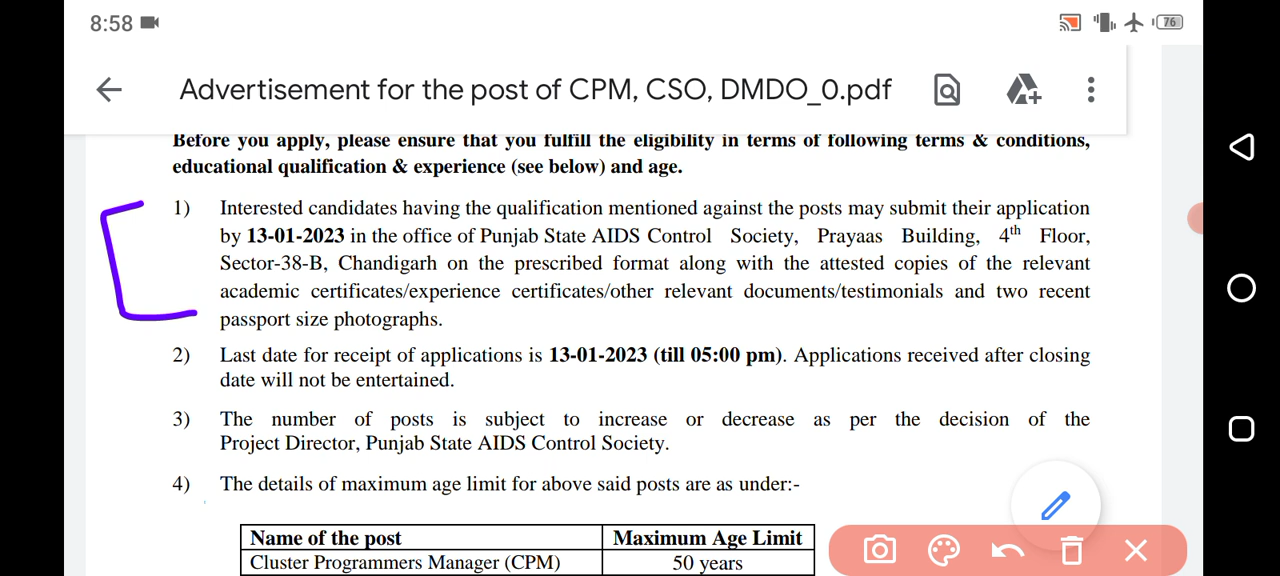 8:58
76
Advertisement for the post of CPM, CSO, DMDO_0.pdf
Before you apply, please ensure that you fulfill the eligibility in terms of following terms & conditions,
educational qualification & experience (see below) and age.
1) Interested candidates having the qualification mentioned against the posts may submit their application
by 13-01-2023 in the office of Punjab State AIDS Control Society, Prayaas Building, 4th Floor,
Sector-38-B, Chandigarh on the prescribed format along with the attested copies of the relevant
academic certificates/experience certificates/other relevant documents/testimonials and two recent
passport size photographs.
2) Last date for receipt of applications is 13-01-2023 (till 05:00 pm). Applications received after closing
date will not be entertained.
3) The number of posts is subject to increase or decrease as per the decision of the
Project Director, Punjab State AIDS Control Society.
4) The details of maximum age limit for above said posts are as under:-
Name of the post Maximum Age Limit
Cluster Programmers Manager (CPM) 50 years